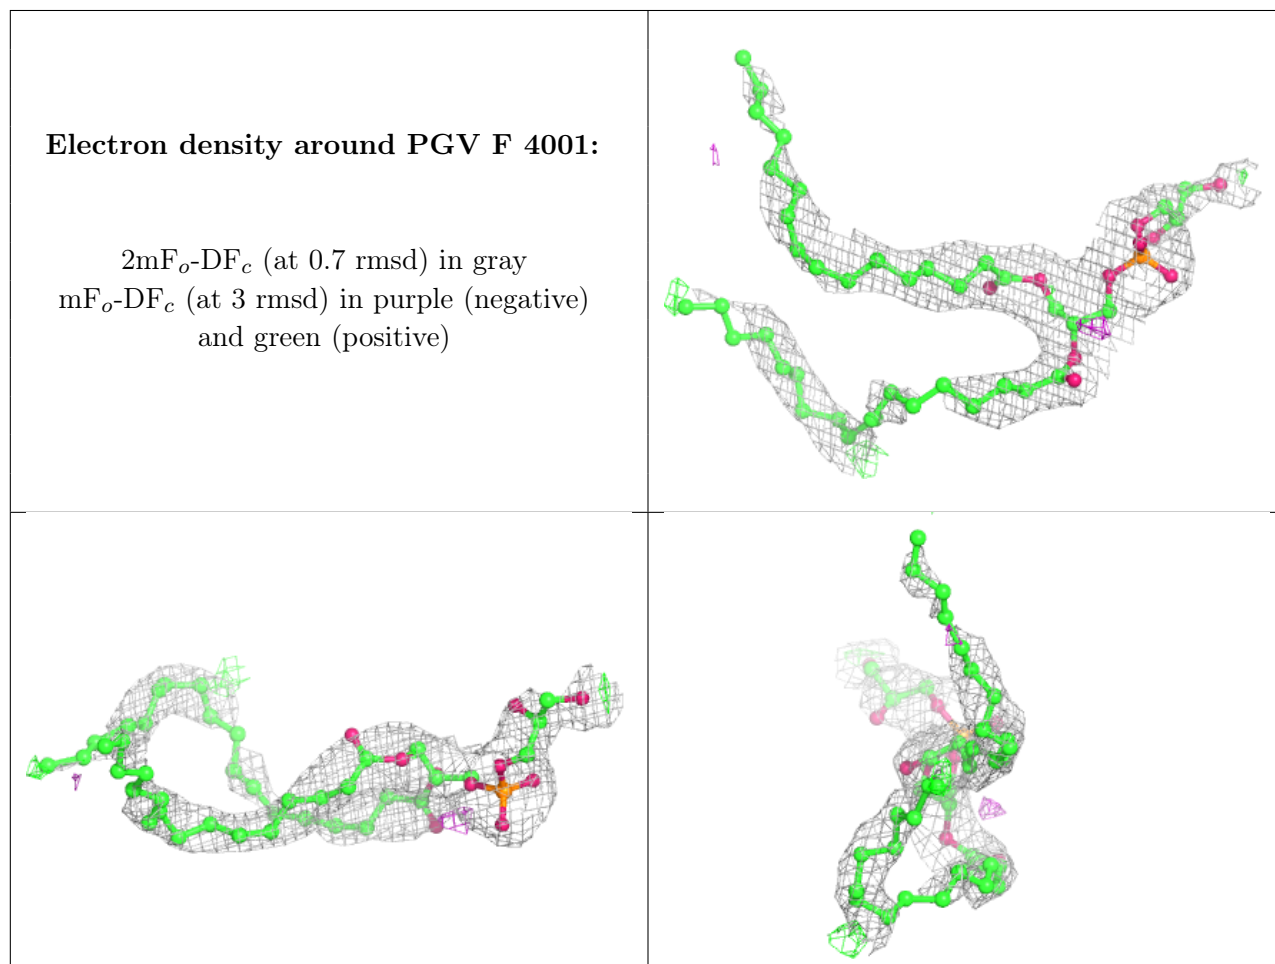 Electron density around PGV F 4001:
2mFo-DFc (at 0.7 rmsd) in gray
mFo-DFc (at 3 rmsd) in purple (negative)
and green (positive)